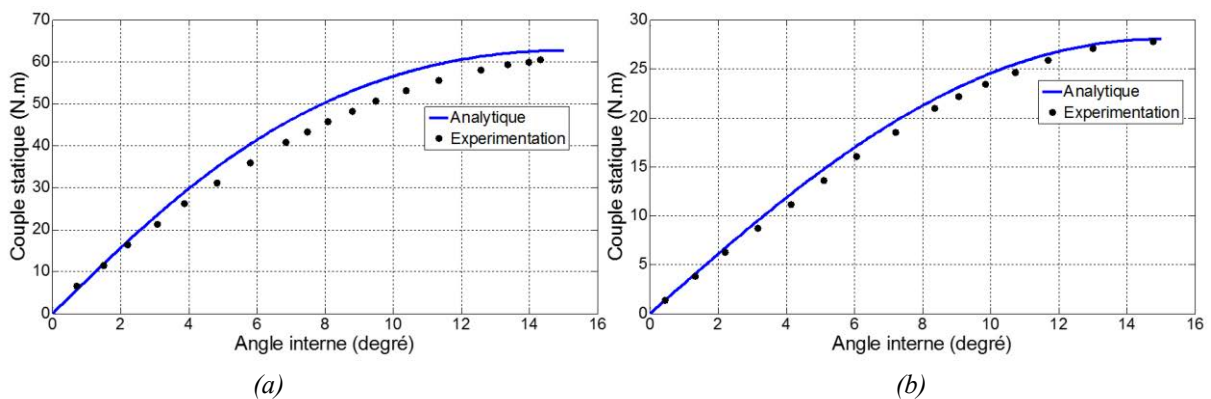 70
60
50
40
30
20
10
0
Couple statique (N.m)
0 2 4 6 8 10 12 14 16
Angle interne (degré)
Analytique
Experimentation
(a)
30
25
20
15
10
5
0
Couple statique (N.m)
0 2 4 6 8 10 12 14 16
Angle interne (degré)
Analytique
Experimentation
(b)